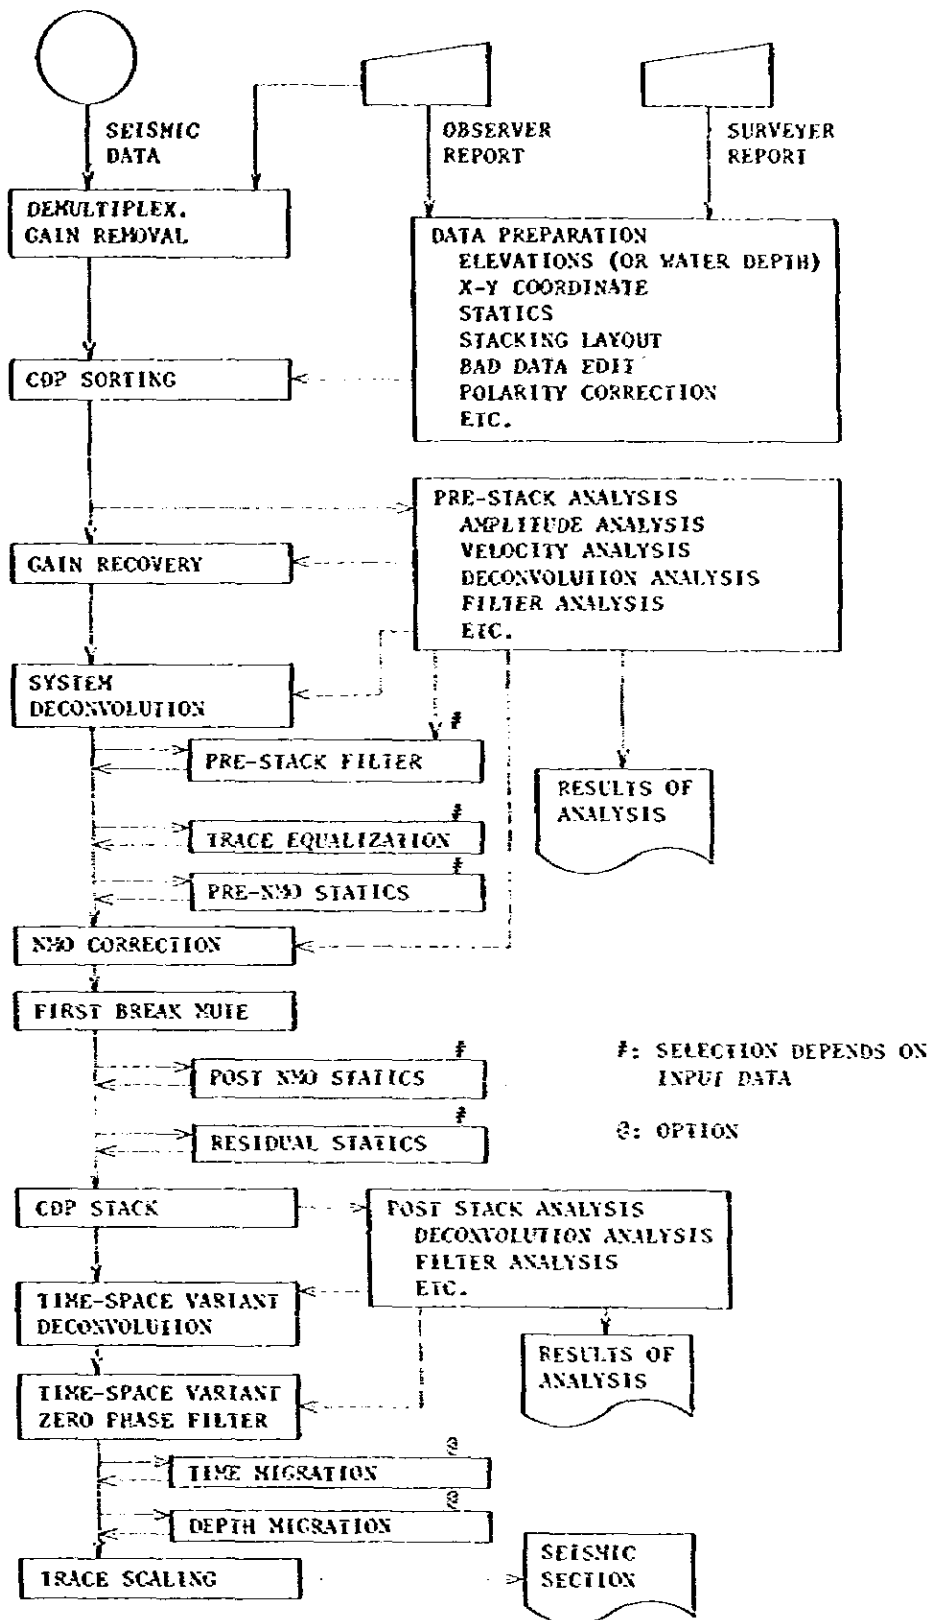 SEISMIC
DATA
OBSERVER
REPORT
SURVEYER
REPORT
DEMULTIPLEX.
GAIN REMOVAL
DATA PREPARATION
ELEVATIONS (OR WATER DEPTH)
X-Y COORDINATE
STATICS
STACKING LAYOUT
BAD DATA EDIT
POLARITY CORRECTION
ETC.
CDP SORTING
PRE-STACK ANALYSIS
AMPLITUDE ANALYSIS
VELOCITY ANALYSIS
DECONVOLUTION ANALYSIS
FILTER ANALYSIS
ETC.
GAIN RECOVERY
SYSTEM
DECONVOLUTION
#
PRE-STACK FILTER
RESULTS OF
ANALYSIS
#
TRACE EQUALIZATION
#
PRE-NMO STATICS
NMO CORRECTION
FIRST BREAK MUTE
#
POST NMO STATICS
#: SELECTION DEPENDS ON
INPUT DATA
#
RESIDUAL STATICS
@: OPTION
CDP STACK
POST STACK ANALYSIS
DECONVOLUTION ANALYSIS
FILTER ANALYSIS
ETC.
TIME-SPACE VARIANT
DECONVOLUTION
RESULTS OF
ANALYSIS
TIME-SPACE VARIANT
ZERO PHASE FILTER
@
TIME MIGRATION
@
DEPTH MIGRATION
TRACE SCALING
SEISMIC
SECTION